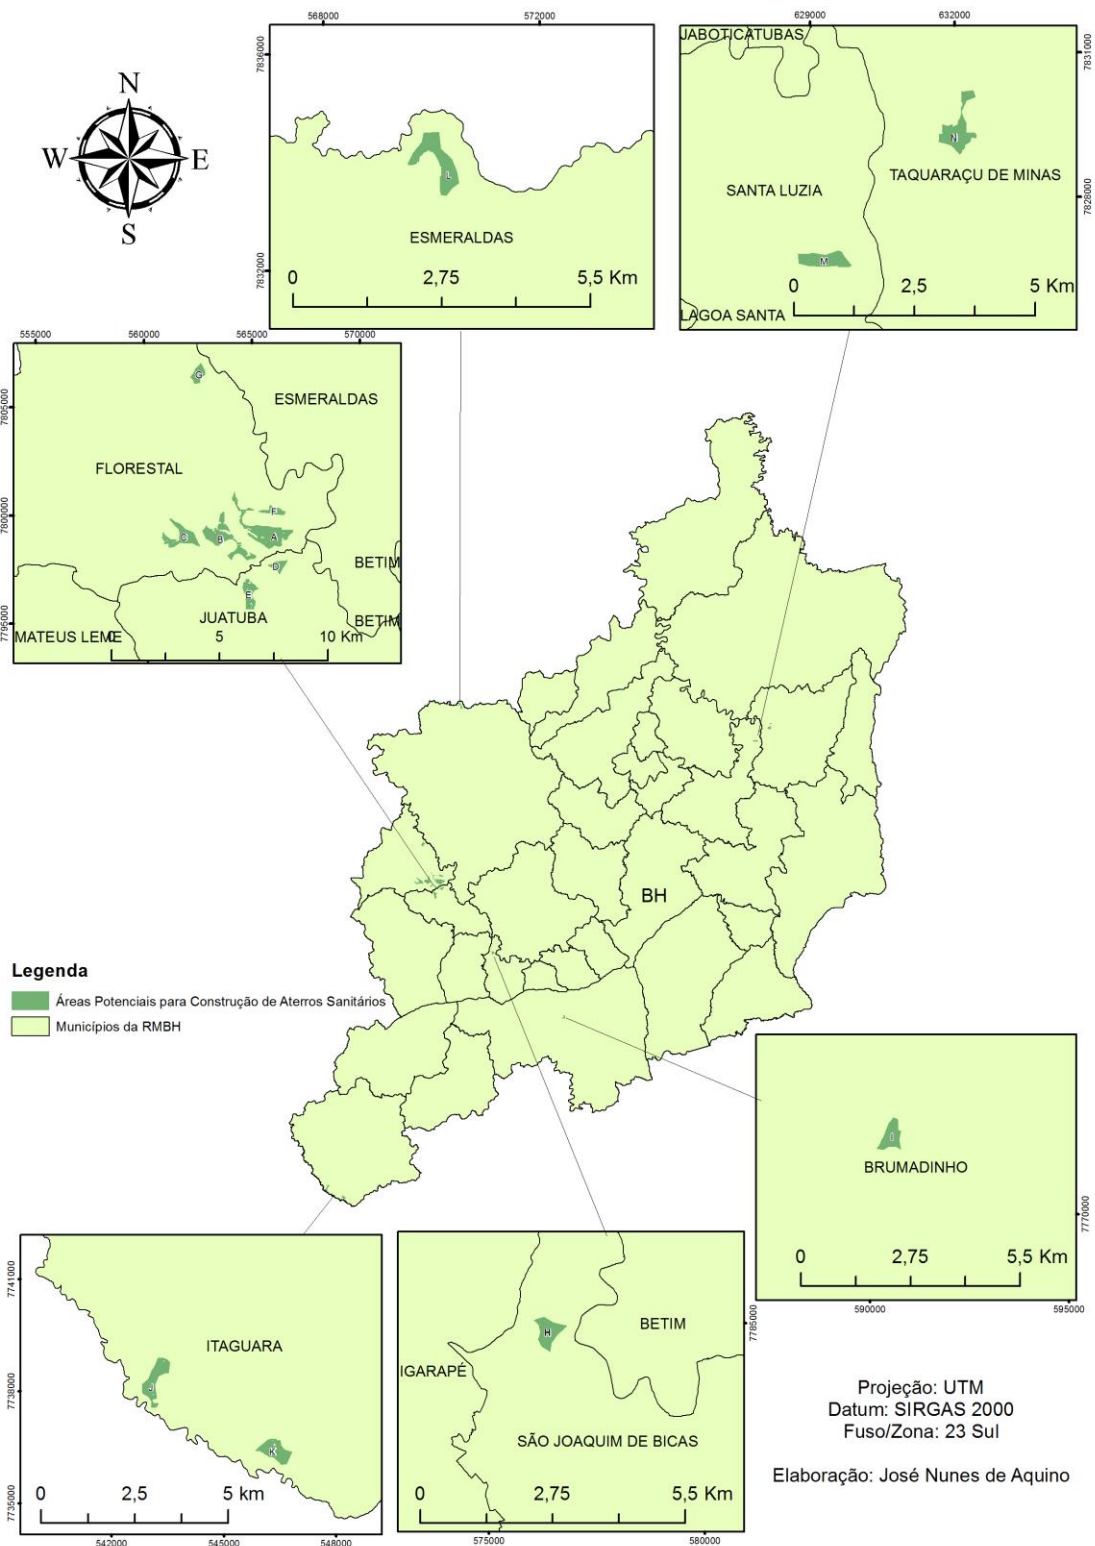 568000
572000
7836000
7832000
N
W
E
S
L
ESMERALDAS
0
2,75
5,5 Km
629000
632000
7831000
7828000
JABOTICATUBAS
N
SANTA LUZIA
TAQUARAÇU DE MINAS
M
0
2,5
5 Km
LAGOA SANTA
555000
560000
565000
570000
7805000
7800000
7795000
G
ESMERALDAS
FLORESTAL
F
C
B
A
D
BETIM
E
JUATUBA
BETIM
MATEUS LEME
0
5
10 Km
BH
Legenda
Áreas Potenciais para Construção de Aterros Sanitários
Municípios da RMBH
I
BRUMADINHO
0
2,75
5,5 Km
7770000
590000
595000
7741000
7738000
7735000
ITAGUARA
J
K
0
2,5
5 km
542000
545000
548000
7785000
H
BETIM
IGARAPÉ
SÃO JOAQUIM DE BICAS
0
2,75
5,5 Km
575000
580000
Projeção: UTM
Datum: SIRGAS 2000
Fuso/Zona: 23 Sul
Elaboração: José Nunes de Aquino